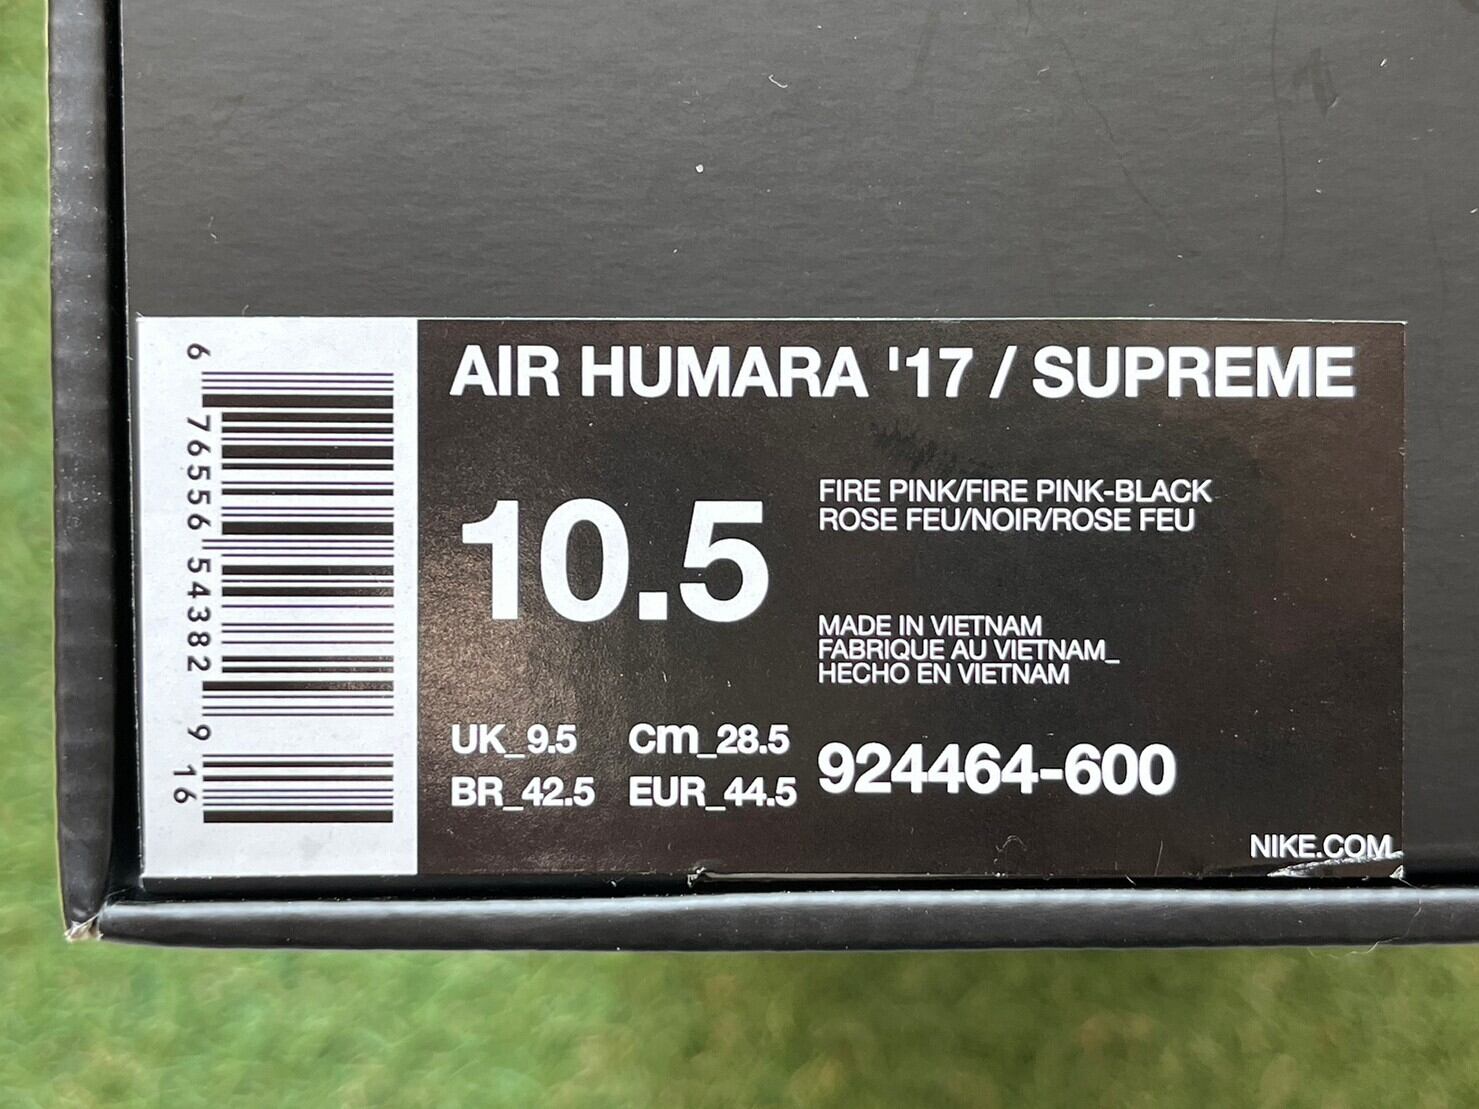 AIR HUMARA '17 / SUPREME
10.5
FIRE PINK/FIRE PINK-BLACK
ROSE FEU/NOIR/ROSE FEU
MADE IN VIETNAM
FABRIQUE AU VIETNAM_
HECHO EN VIETNAM
UK_9.5 Cm_28.5
BR_42.5 EUR_44.5
924464-600
NIKE.COM
6 76556 54382 9 16